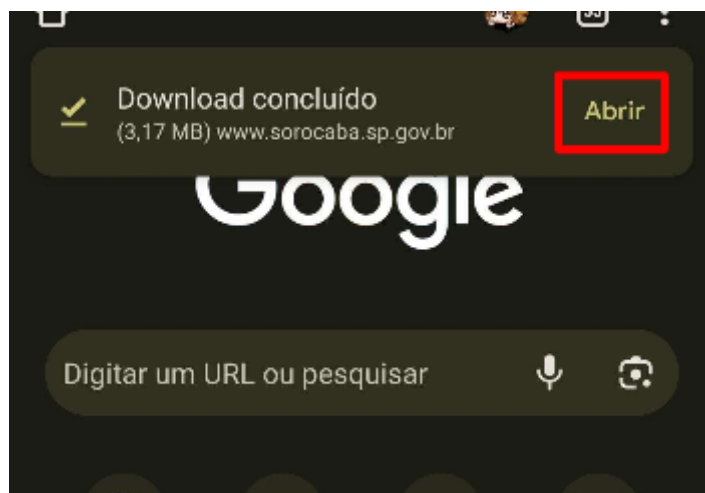 Download concluído
Abrir
(3,17 MB) www.sorocaba.sp.gov.br
Google
Digitar um URL ou pesquisar